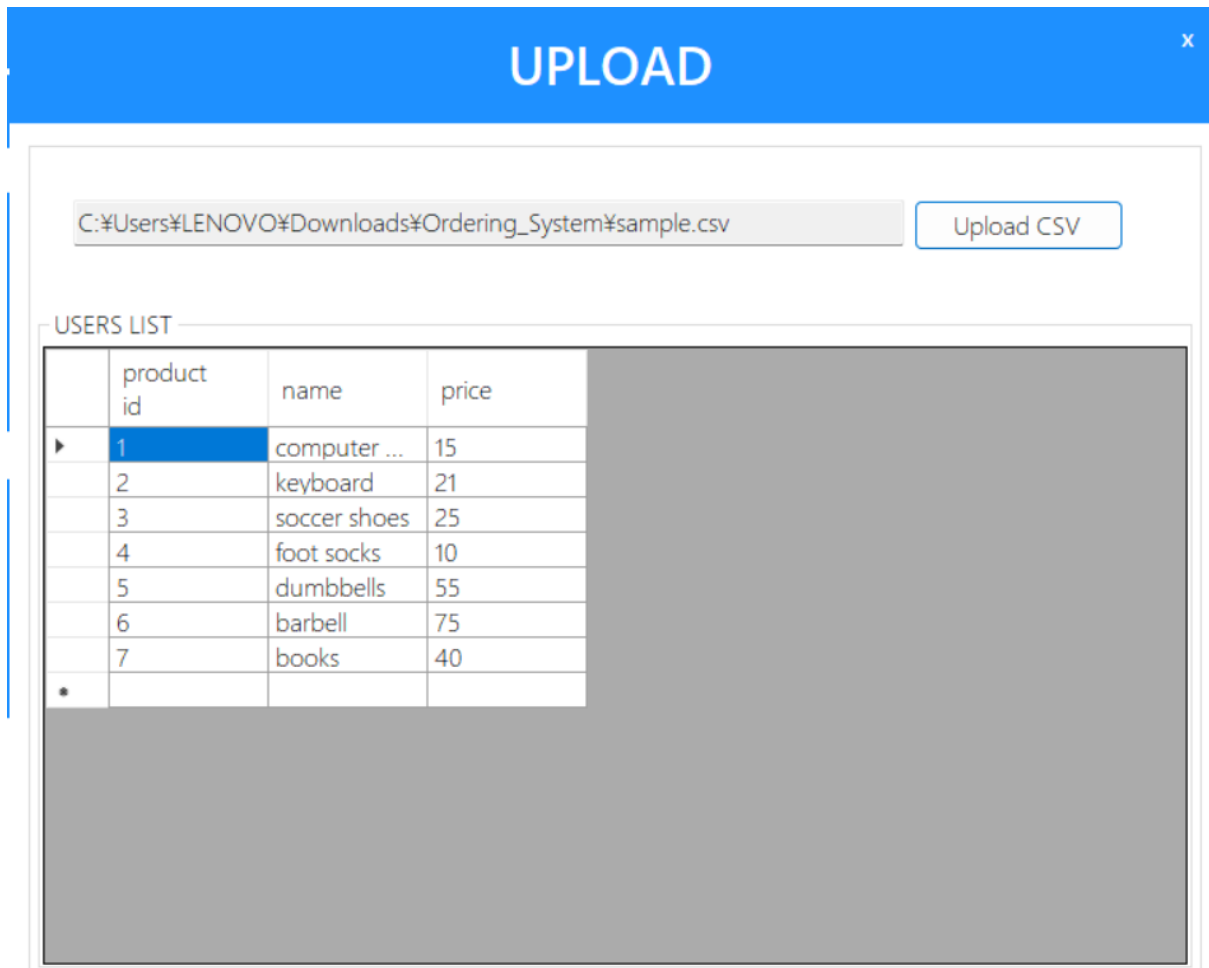 UPLOAD
x
C:¥Users¥LENOVO¥Downloads¥Ordering_System¥sample.csv
Upload CSV
USERS LIST
product id name price
1 computer ... 15
2 keyboard 21
3 soccer shoes 25
4 foot socks 10
5 dumbbells 55
6 barbell 75
7 books 40